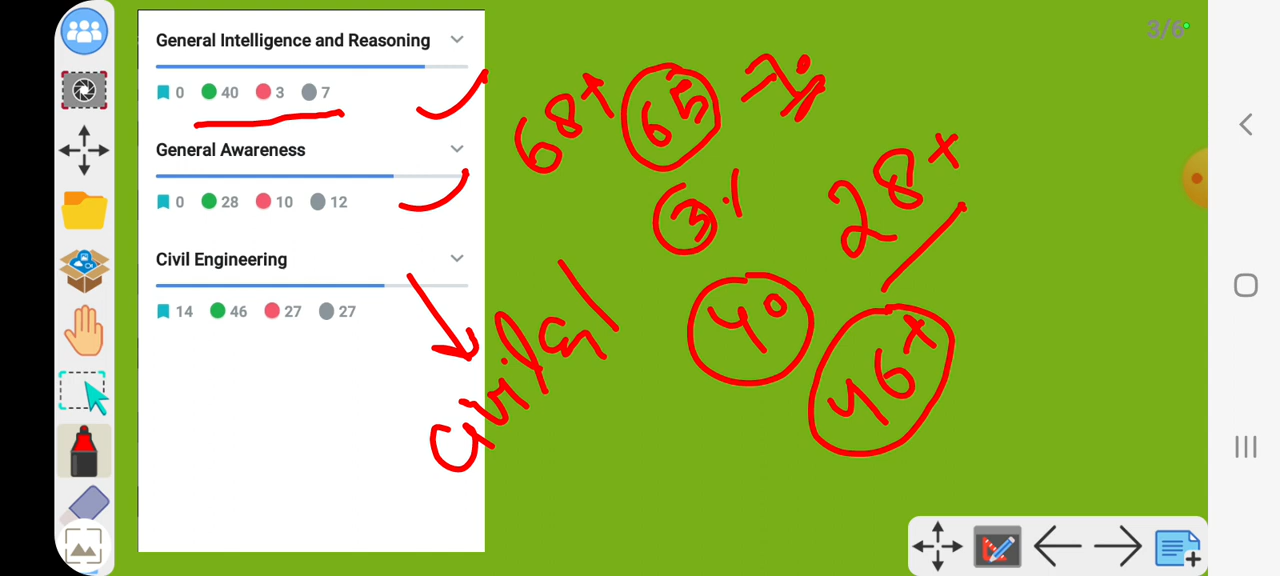 3/6
General Intelligence and Reasoning
0 40 3 7
General Awareness
0 28 10 12
Civil Engineering
14 46 27 27
68+ 65
3%
28+
40
46+
Civil